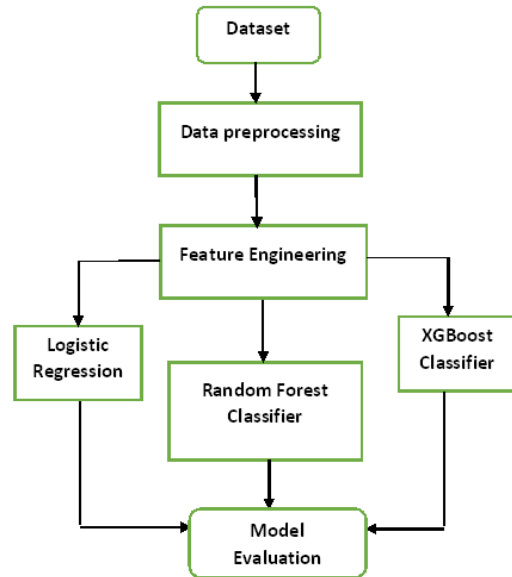 Dataset
Data preprocessing
Feature Engineering
Logistic
Regression
Random Forest
Classifier
XGBoost
Classifier
Model
Evaluation